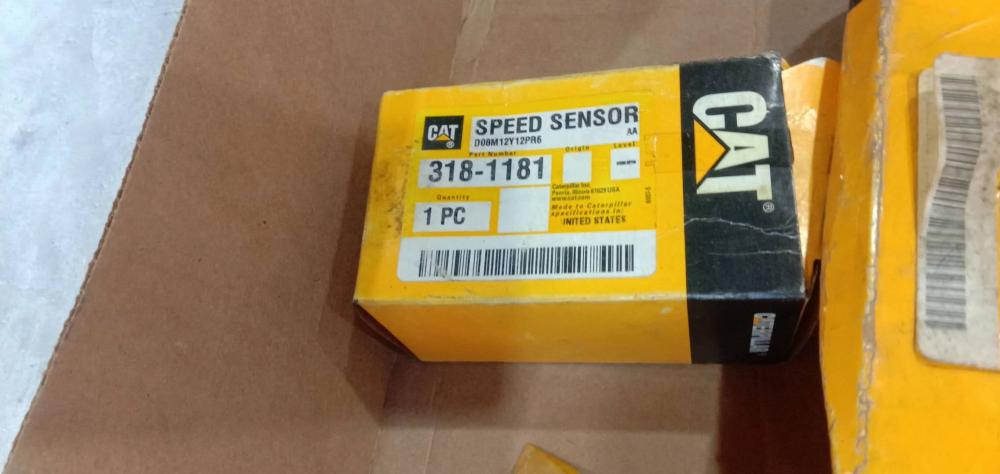 CAT
SPEED SENSOR
D08M12Y12PR6
AA
Part Number
Origin
Level
318-1181
Quantity
1 PC
Caterpillar Inc.
Peoria, Illinois 61629 USA
www.cat.com
Made to Caterpillar
specifications in:
UNITED STATES
CAT
®